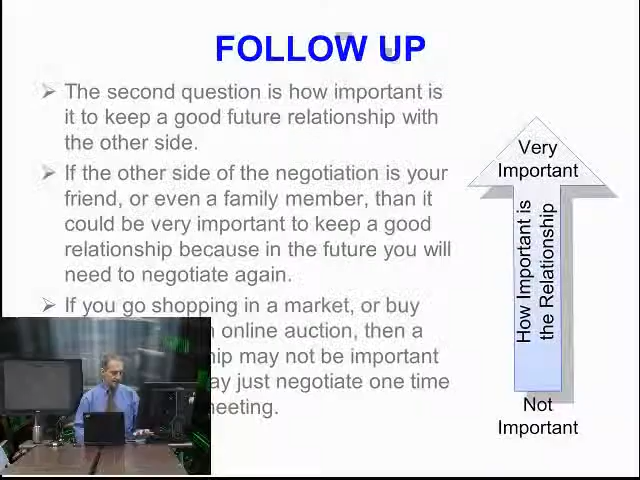 FOLLOW UP
The second question is how important is
it to keep a good future relationship with
the other side.
If the other side of the negotiation is your
friend, or even a family member, than it
could be very important to keep a good
relationship because in the future you will
need to negotiate again.
If you go shopping in a market, or buy
online auction, then a
may not be important
just negotiate one time
meeting.
Very
Important
How Important is
the Relationship
Not
Important